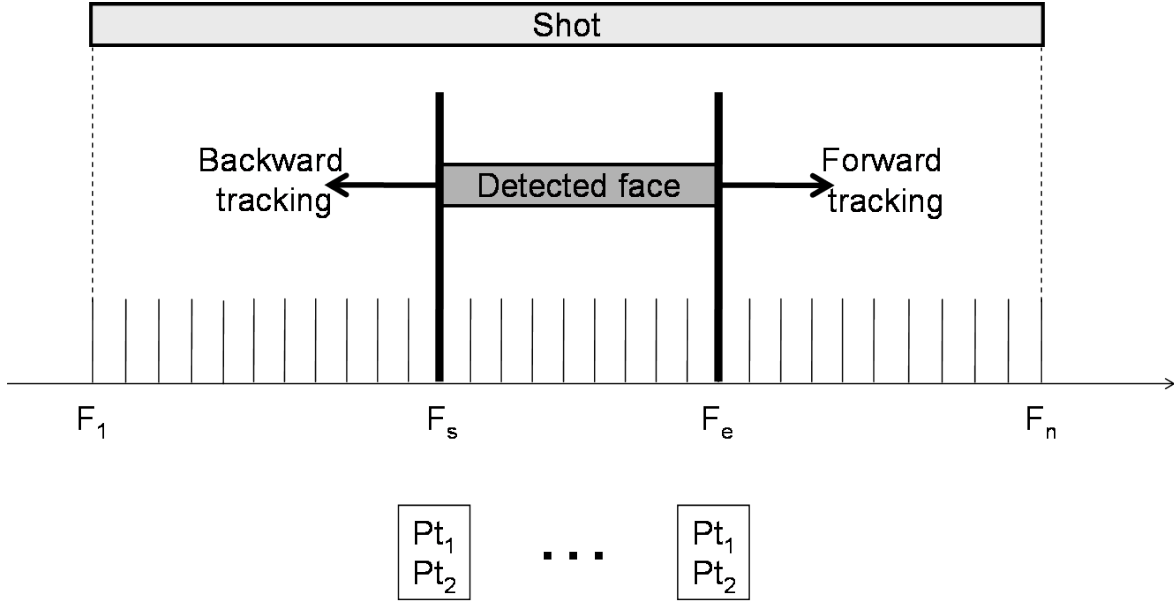 Shot
Backward
tracking
Detected face
Forward
tracking
F₁
Fₛ
Fₑ
Fₙ
Pt₁
Pt₂
...
Pt₁
Pt₂